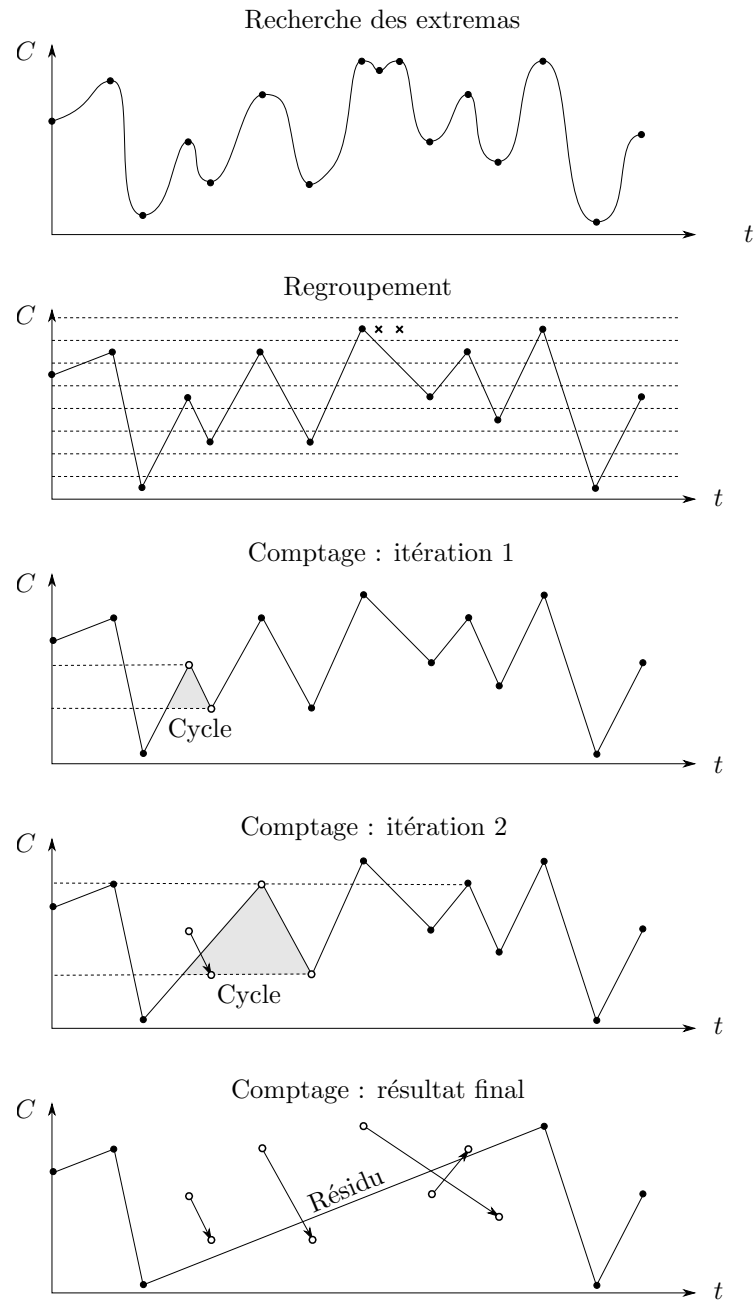 Recherche des extremas
C
t
Regroupement
C
t
Comptage : itération 1
C
Cycle
t
Comptage : itération 2
C
Cycle
t
Comptage : résultat final
C
Résidu
t